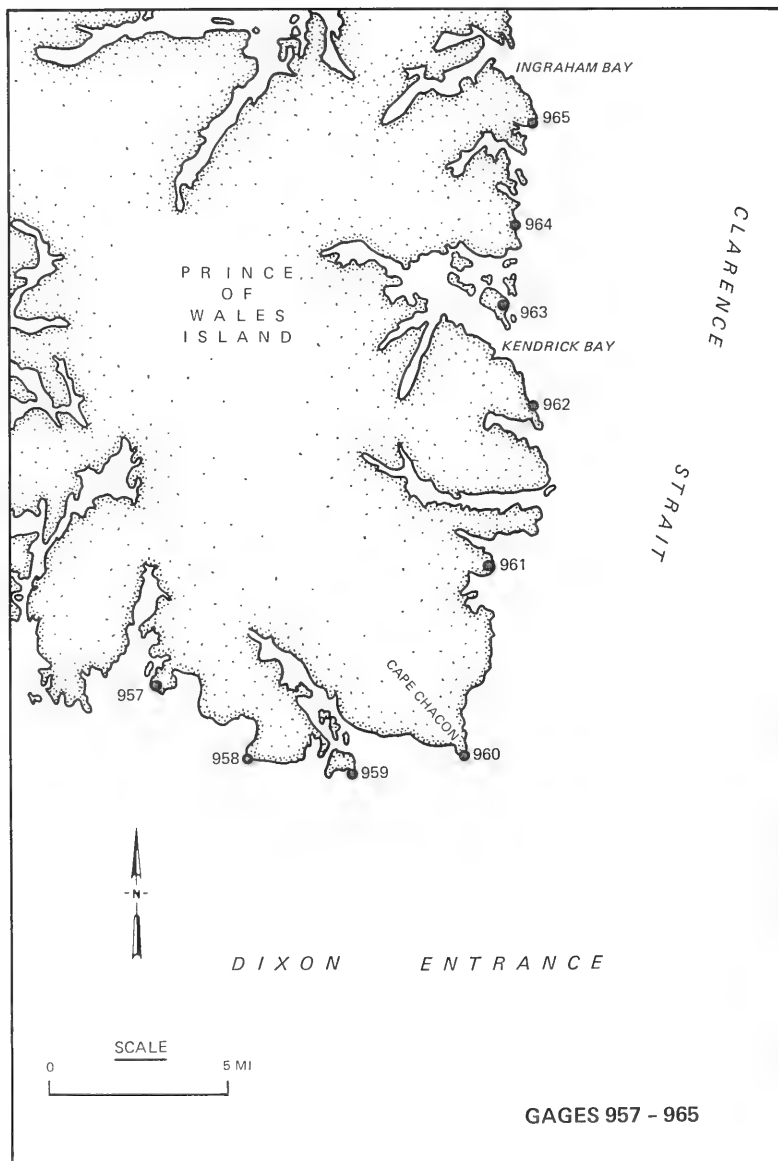 INGRAHAM BAY
965
CLARENCE
964
PRINCE
OF
WALES
ISLAND
963
KENDRICK BAY
962
STRAIT
961
957
CAPE CHACON
958
959
960
-N-
DIXON ENTRANCE
SCALE
0 5 MI
GAGES 957 - 965